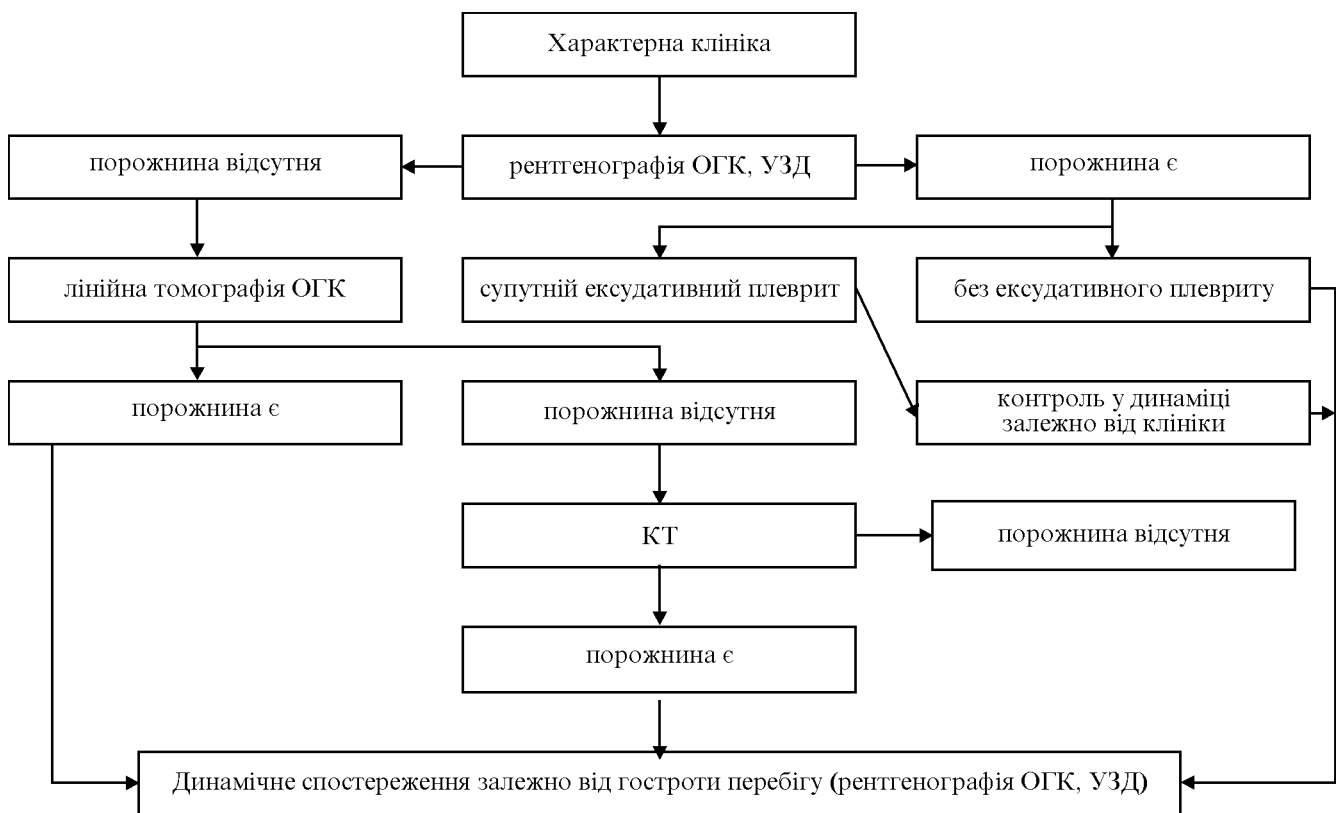 Характерна клініка
порожнина відсутня
рентгенографія ОГК, УЗД
порожнина є
лінійна томографія ОГК
супутній ексудативний плеврит
без ексудативного плевриту
порожнина є
порожнина відсутня
контроль у динаміці
залежно від клініки
КТ
порожнина відсутня
порожнина є
Динамічне спостереження залежно від гостроти перебігу (рентгенографія ОГК, УЗД)